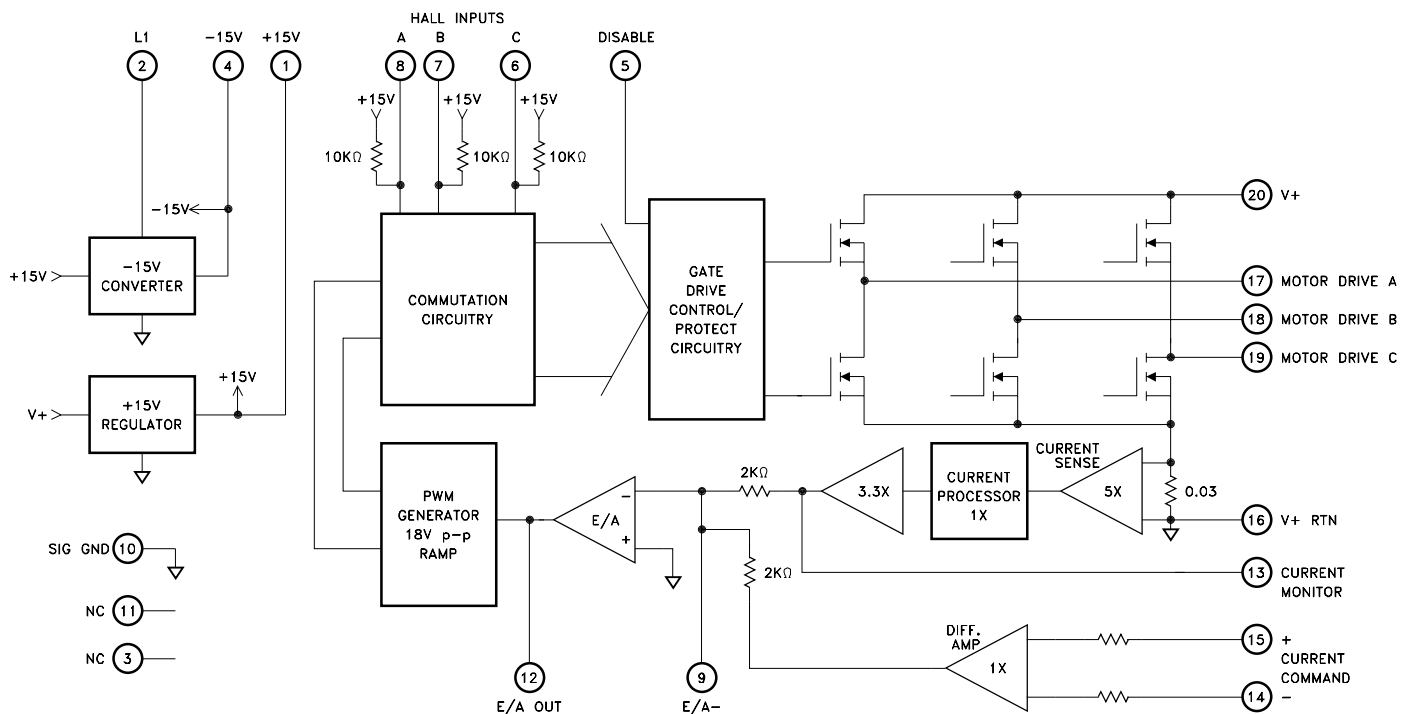 HALL INPUTS
L1
-15V
+15V
A
B
C
DISABLE
2
4
1
8
7
6
5
+15V
+15V
+15V
10KΩ
10KΩ
10KΩ
-15V
20
V+
+15V
-15V
CONVERTER
COMMUTATION
CIRCUITRY
GATE
DRIVE
CONTROL/
PROTECT
CIRCUITRY
17
MOTOR DRIVE A
18
MOTOR DRIVE B
19
MOTOR DRIVE C
+15V
V+
+15V
REGULATOR
PWM
GENERATOR
18V p-p
RAMP
E/A
-
+
2KΩ
3.3X
CURRENT
PROCESSOR
1X
CURRENT
SENSE
5X
0.03
16
V+ RTN
SIG GND
10
2KΩ
13
CURRENT
MONITOR
NC
11
NC
3
DIFF.
AMP
1X
15
+
CURRENT
COMMAND
14
-
12
E/A OUT
9
E/A-